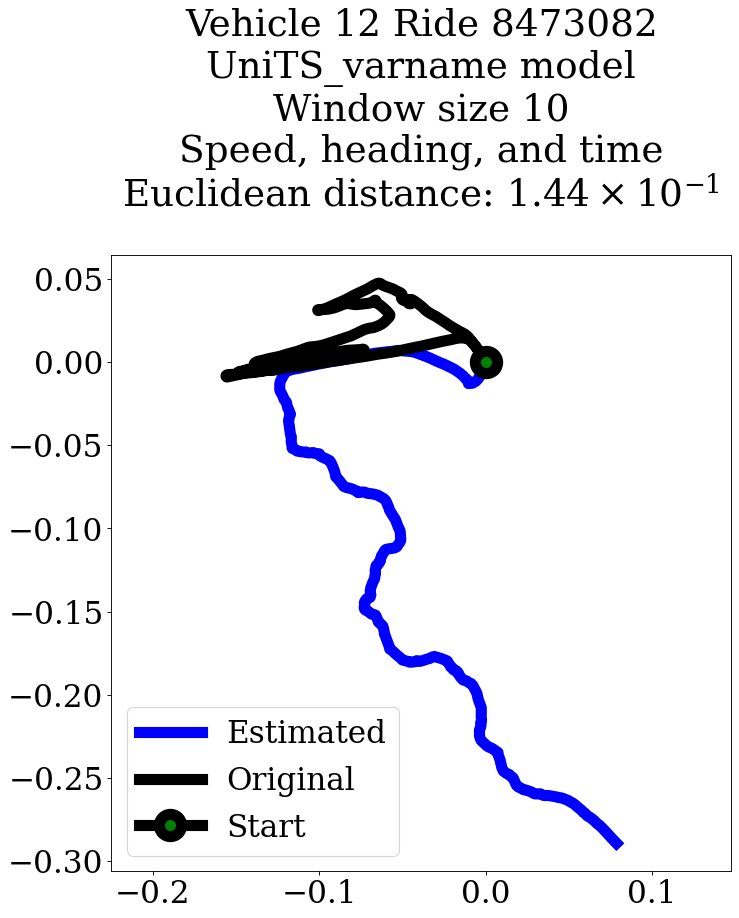 Vehicle 12 Ride 8473082
UniTS_varname model
Window size 10
Speed, heading, and time
Euclidean distance: 1.44 × 10⁻¹
0.05
0.00
−0.05
−0.10
−0.15
−0.20
−0.25
−0.30
Estimated
Original
Start
−0.2 −0.1 0.0 0.1